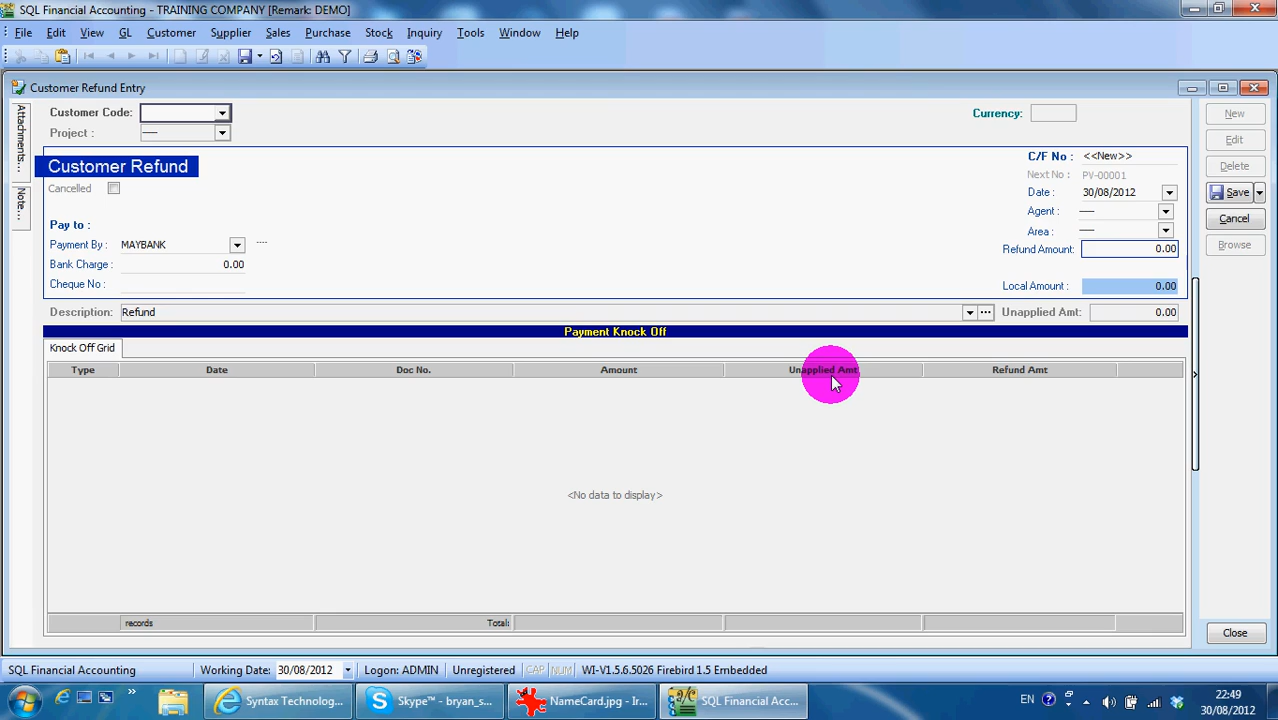 SQL Financial Accounting - TRAINING COMPANY [Remark: DEMO]
File Edit View GL Customer Supplier Sales Purchase Stock Inquiry Tools Window Help
Customer Refund Entry
Attachments...
Note...
Customer Code:
Currency:
New
Project : ----
Edit
Customer Refund
C/F No : <<New>>
Delete
Cancelled
Next No : PV-00001
Date : 30/08/2012
Save
Agent : ----
Cancel
Pay to :
Area : ----
Payment By : MAYBANK ----
Refund Amount: 0.00
Browse
Bank Charge : 0.00
Cheque No :
Local Amount : 0.00
Description: Refund
Unapplied Amt: 0.00
Payment Knock Off
Knock Off Grid
Type Date Doc No. Amount Unapplied Amt Refund Amt
<No data to display>
records Total:
Close
SQL Financial Accounting Working Date: 30/08/2012 Logon: ADMIN Unregistered CAP NUM WI-V1.5.6.5026 Firebird 1.5 Embedded
Syntax Technolog... Skype™ - bryan_s... NameCard.jpg - Ir... SQL Financial Acc... EN 22:49
30/08/2012